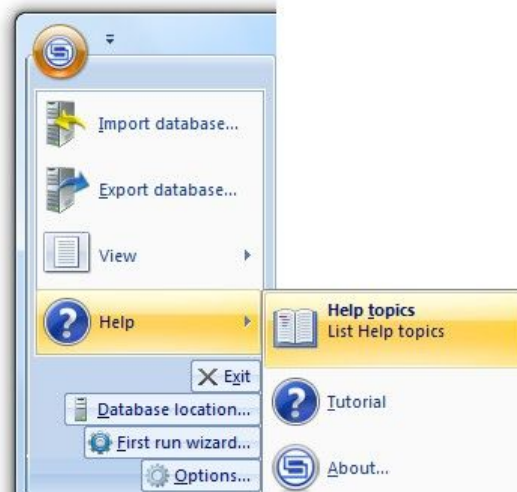 Import database...
Export database...
View
Help
Help topics
List Help topics
Exit
Tutorial
Database location...
First run wizard...
About...
Options...